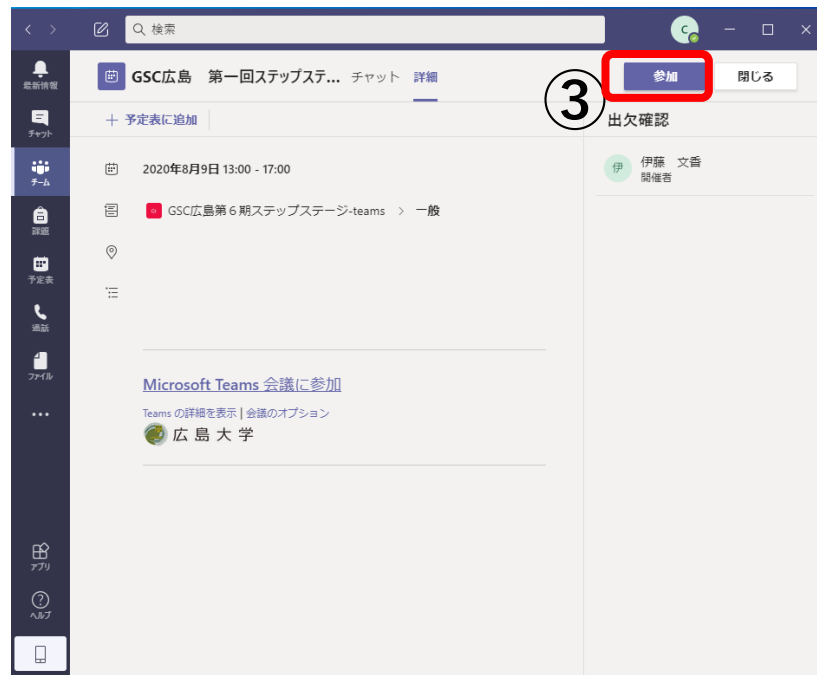 検索
C
最新情報
チャット
チーム
課題
予定表
通話
ファイル
アプリ
ヘルプ
GSC広島 第一回ステップステ... チャット 詳細
③
参加
閉じる
+ 予定表に追加
出欠確認
2020年8月9日 13:00 - 17:00
GSC広島第6期ステップステージ-teams > 一般
Microsoft Teams 会議に参加
Teams の詳細を表示 | 会議のオプション
広島大学
伊
伊藤 文香
開催者